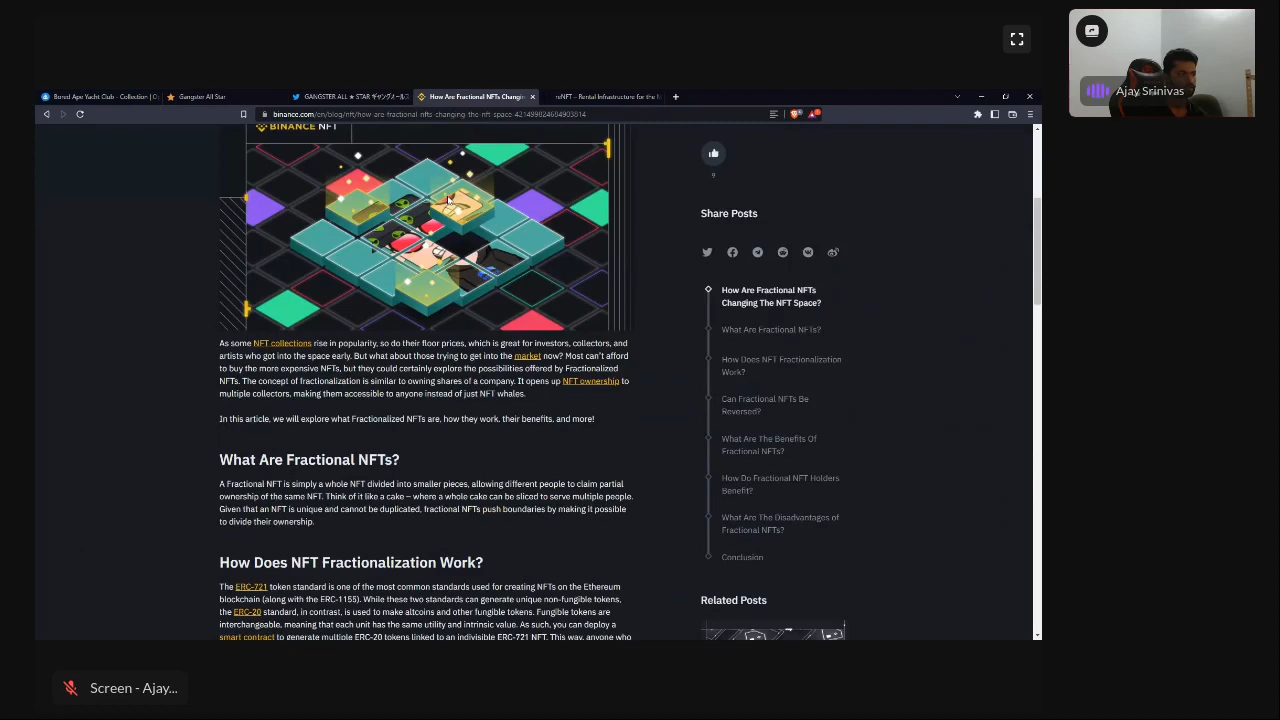 Bored Ape Yacht Club - Collection | O
Gangster All Star
GANGSTER ALL ★ STAR ギャングオールス
How Are Fractional NFTs Changin
reNFT – Rental Infrastructure for the M
binance.com/en/blog/nft/how-are-fractional-nfts-changing-the-nft-space-421499824684903814
BINANCE NFT
As some NFT collections rise in popularity, so do their floor prices, which is great for investors, collectors, and
artists who got into the space early. But what about those trying to get into the market now? Most can't afford
to buy the more expensive NFTs, but they could certainly explore the possibilities offered by Fractionalized
NFTs. The concept of fractionalization is similar to owning shares of a company. It opens up NFT ownership to
multiple collectors, making them accessible to anyone instead of just NFT whales.
In this article, we will explore what Fractionalized NFTs are, how they work, their benefits, and more!
What Are Fractional NFTs?
A Fractional NFT is simply a whole NFT divided into smaller pieces, allowing different people to claim partial
ownership of the same NFT. Think of it like a cake – where a whole cake can be sliced to serve multiple people.
Given that an NFT is unique and cannot be duplicated, fractional NFTs push boundaries by making it possible
to divide their ownership.
How Does NFT Fractionalization Work?
The ERC-721 token standard is one of the most common standards used for creating NFTs on the Ethereum
blockchain (along with the ERC-1155). While these two standards can generate unique non-fungible tokens,
the ERC-20 standard, in contrast, is used to make altcoins and other fungible tokens. Fungible tokens are
interchangeable, meaning that each unit has the same utility and intrinsic value. As such, you can deploy a
smart contract to generate multiple ERC-20 tokens linked to an indivisible ERC-721 NFT. This way, anyone who
9
Share Posts
How Are Fractional NFTs
Changing The NFT Space?
What Are Fractional NFTs?
How Does NFT Fractionalization
Work?
Can Fractional NFTs Be
Reversed?
What Are The Benefits Of
Fractional NFTs?
How Do Fractional NFT Holders
Benefit?
What Are The Disadvantages of
Fractional NFTs?
Conclusion
Related Posts
Ajay Srinivas
Screen - Ajay...